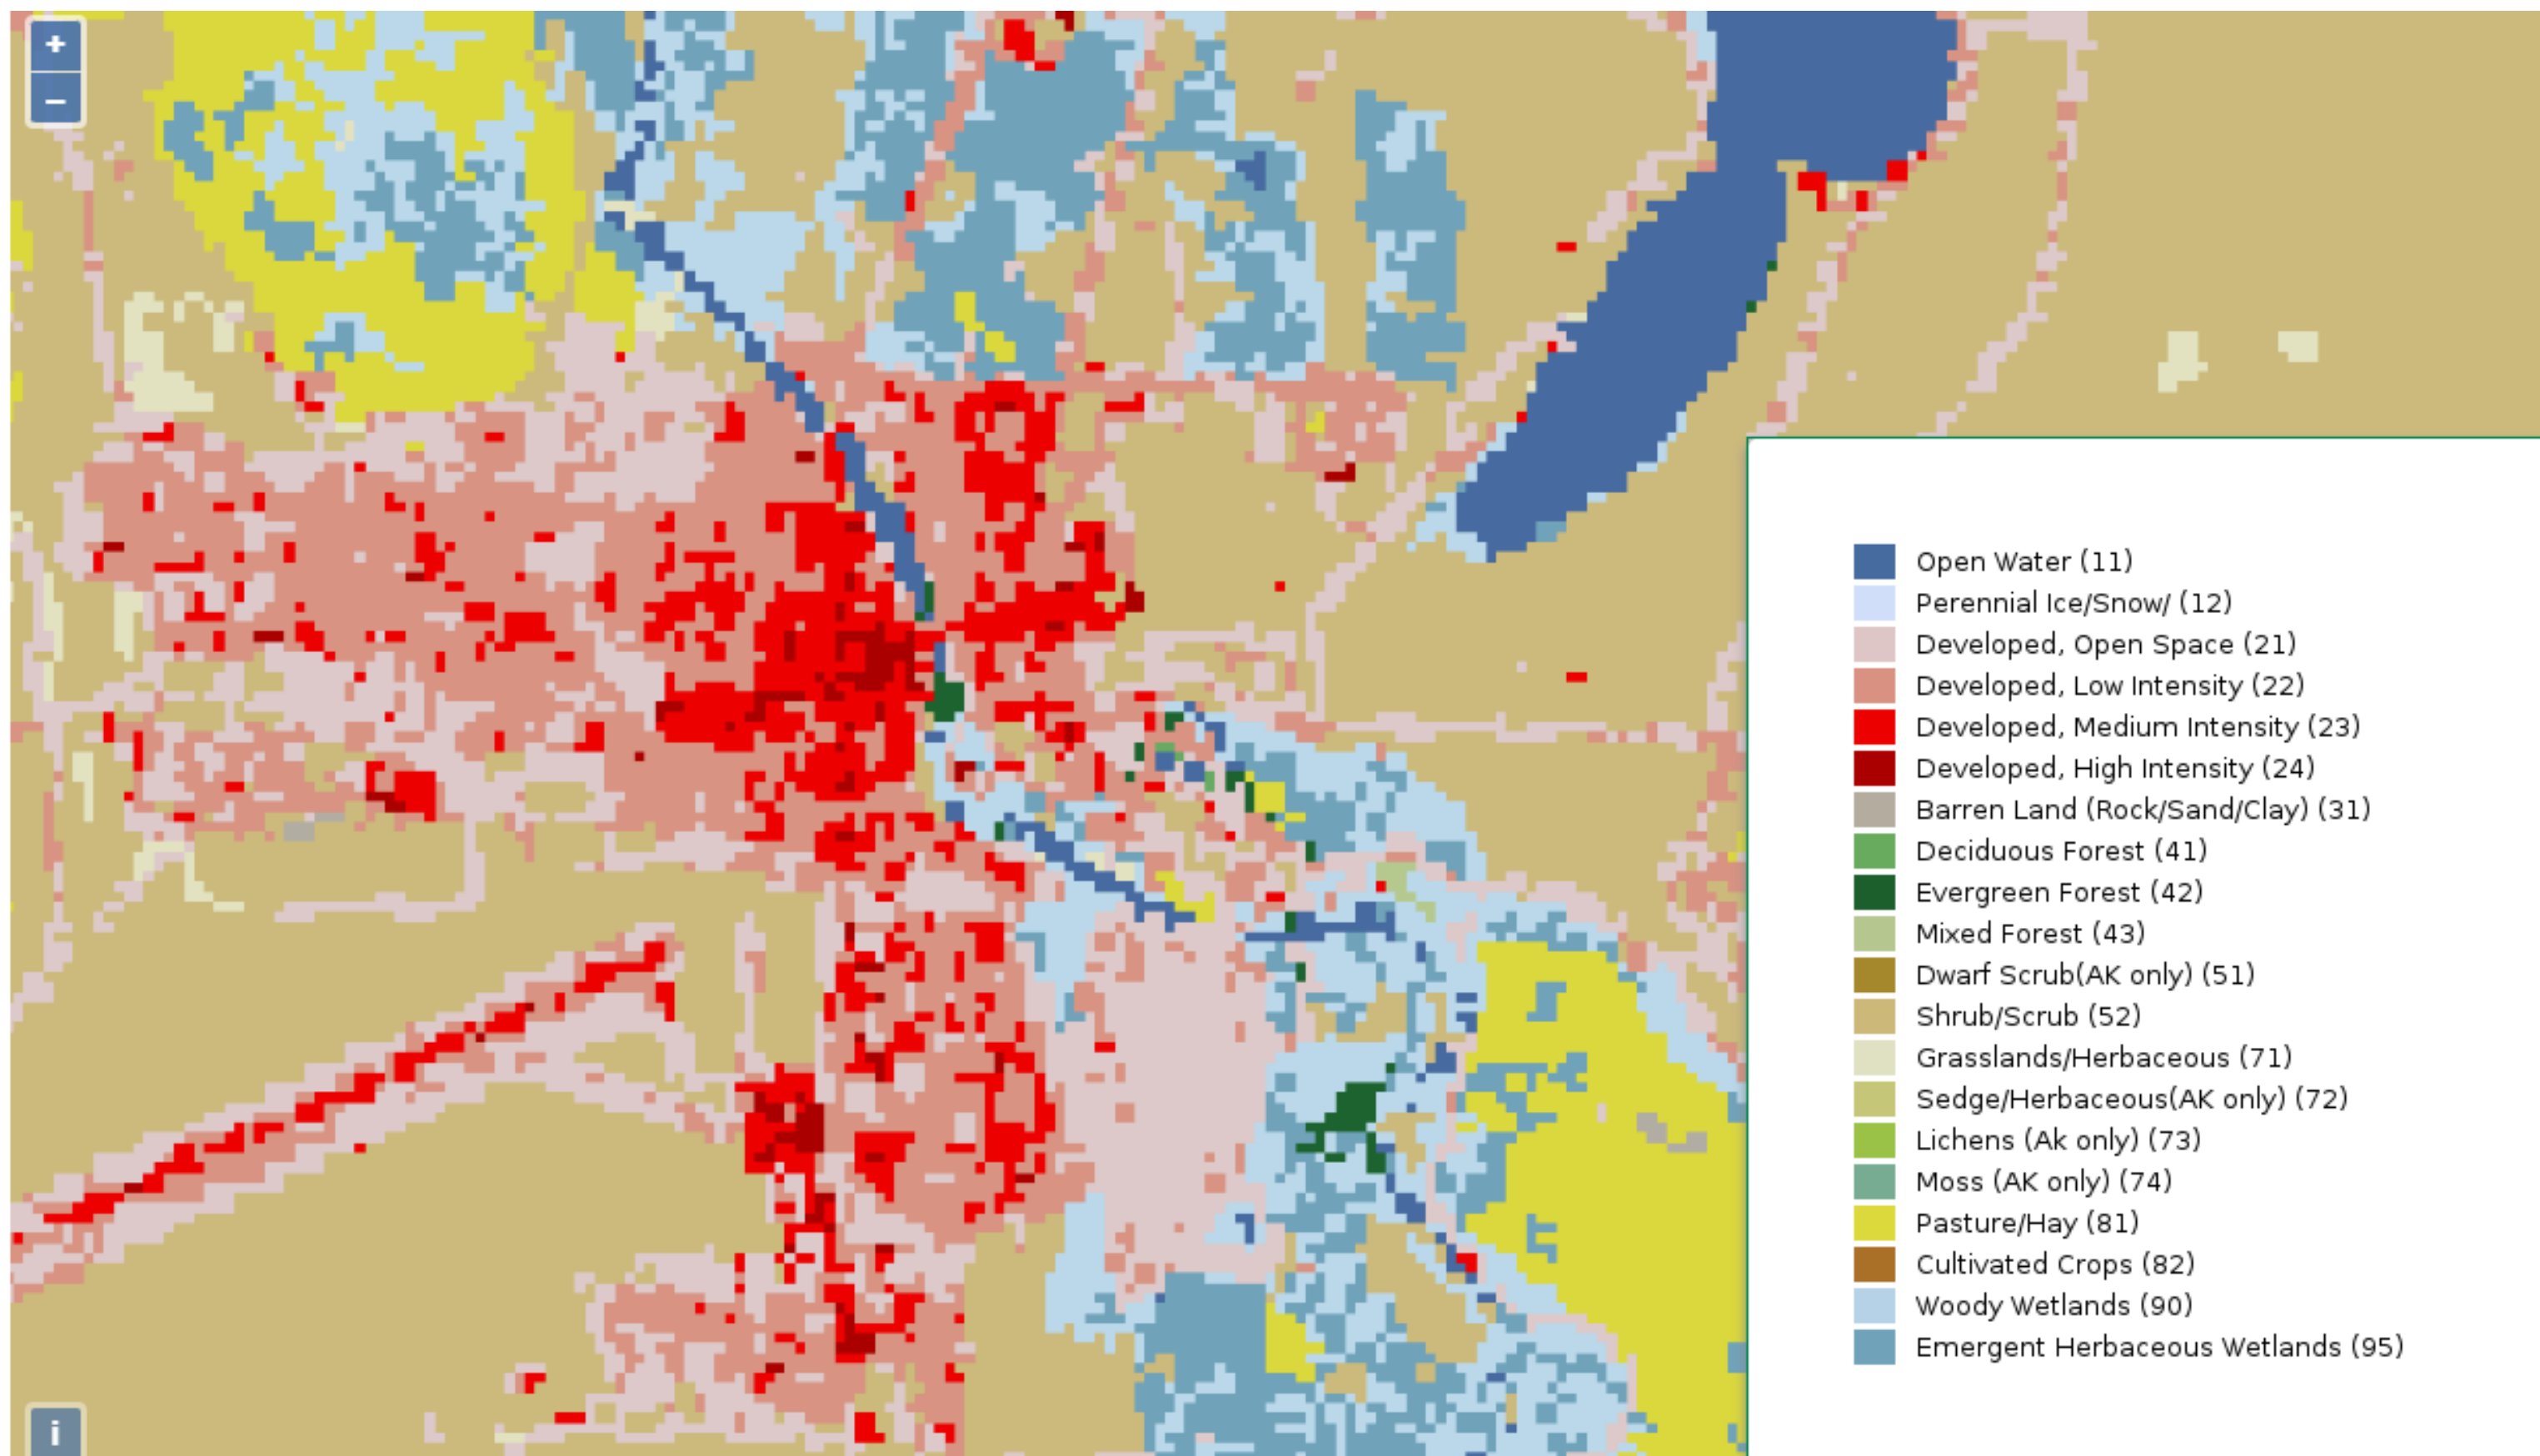 +
–
Open Water (11)
Perennial Ice/Snow/ (12)
Developed, Open Space (21)
Developed, Low Intensity (22)
Developed, Medium Intensity (23)
Developed, High Intensity (24)
Barren Land (Rock/Sand/Clay) (31)
Deciduous Forest (41)
Evergreen Forest (42)
Mixed Forest (43)
Dwarf Scrub(AK only) (51)
Shrub/Scrub (52)
Grasslands/Herbaceous (71)
Sedge/Herbaceous(AK only) (72)
Lichens (Ak only) (73)
Moss (AK only) (74)
Pasture/Hay (81)
Cultivated Crops (82)
Woody Wetlands (90)
Emergent Herbaceous Wetlands (95)
i